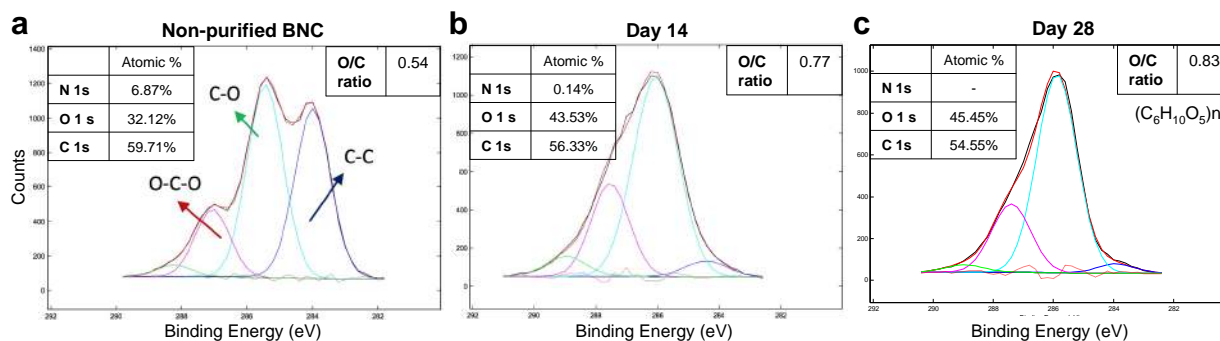 a
Non-purified BNC
Atomic %
N 1s 6.87%
O 1 s 32.12%
C 1s 59.71%
O/C ratio 0.54
C-O
C-C
O-C-O
Counts
1400
1200
1000
800
600
400
200
0
292 290 288 286 284 282
Binding Energy (eV)
b
Day 14
Atomic %
N 1s 0.14%
O 1 s 43.53%
C 1s 56.33%
O/C ratio 0.77
1200
1000
800
600
400
200
0
292 290 288 286 284 282
Binding Energy (eV)
c
Day 28
Atomic %
N 1s -
O 1 s 45.45%
C 1s 54.55%
O/C ratio 0.83
(C₆H₁₀O₅)n
1000
800
600
400
200
0
292 290 288 286 284 282
Binding Energy (eV)